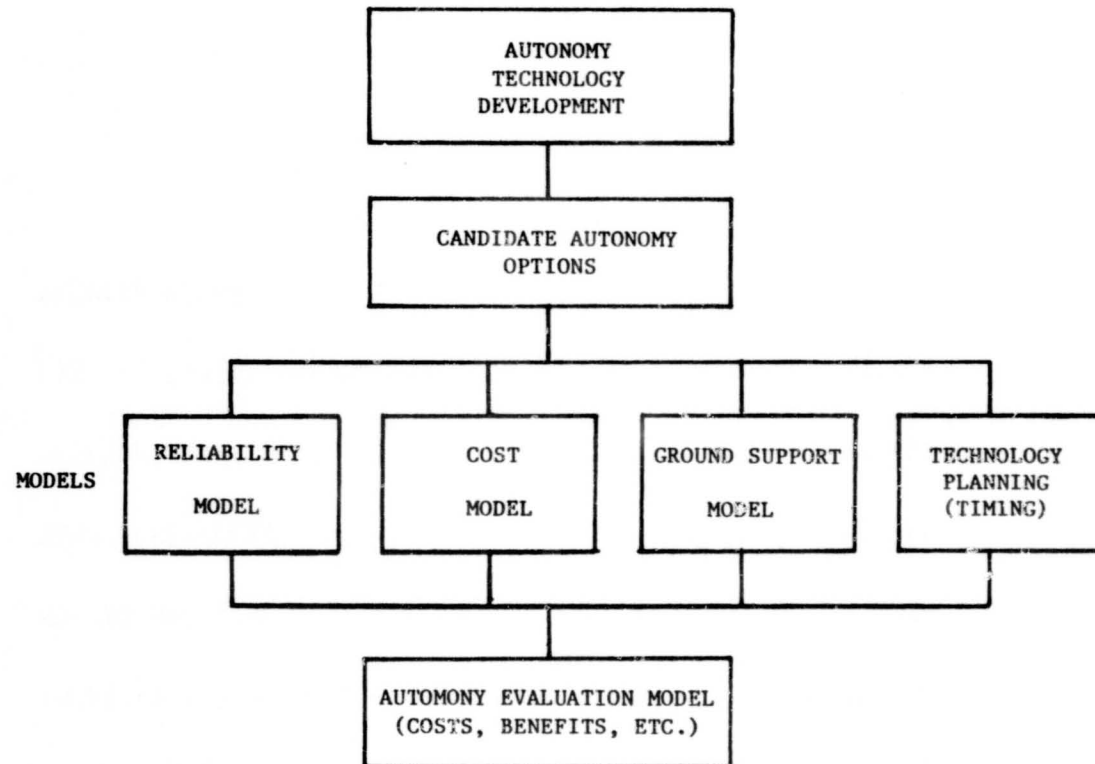 AUTONOMY
TECHNOLOGY
DEVELOPMENT
CANDIDATE AUTONOMY
OPTIONS
MODELS
RELIABILITY
MODEL
COST
MODEL
GROUND SUPPORT
MODEL
TECHNOLOGY
PLANNING
(TIMING)
AUTOMONY EVALUATION MODEL
(COSTS, BENEFITS, ETC.)